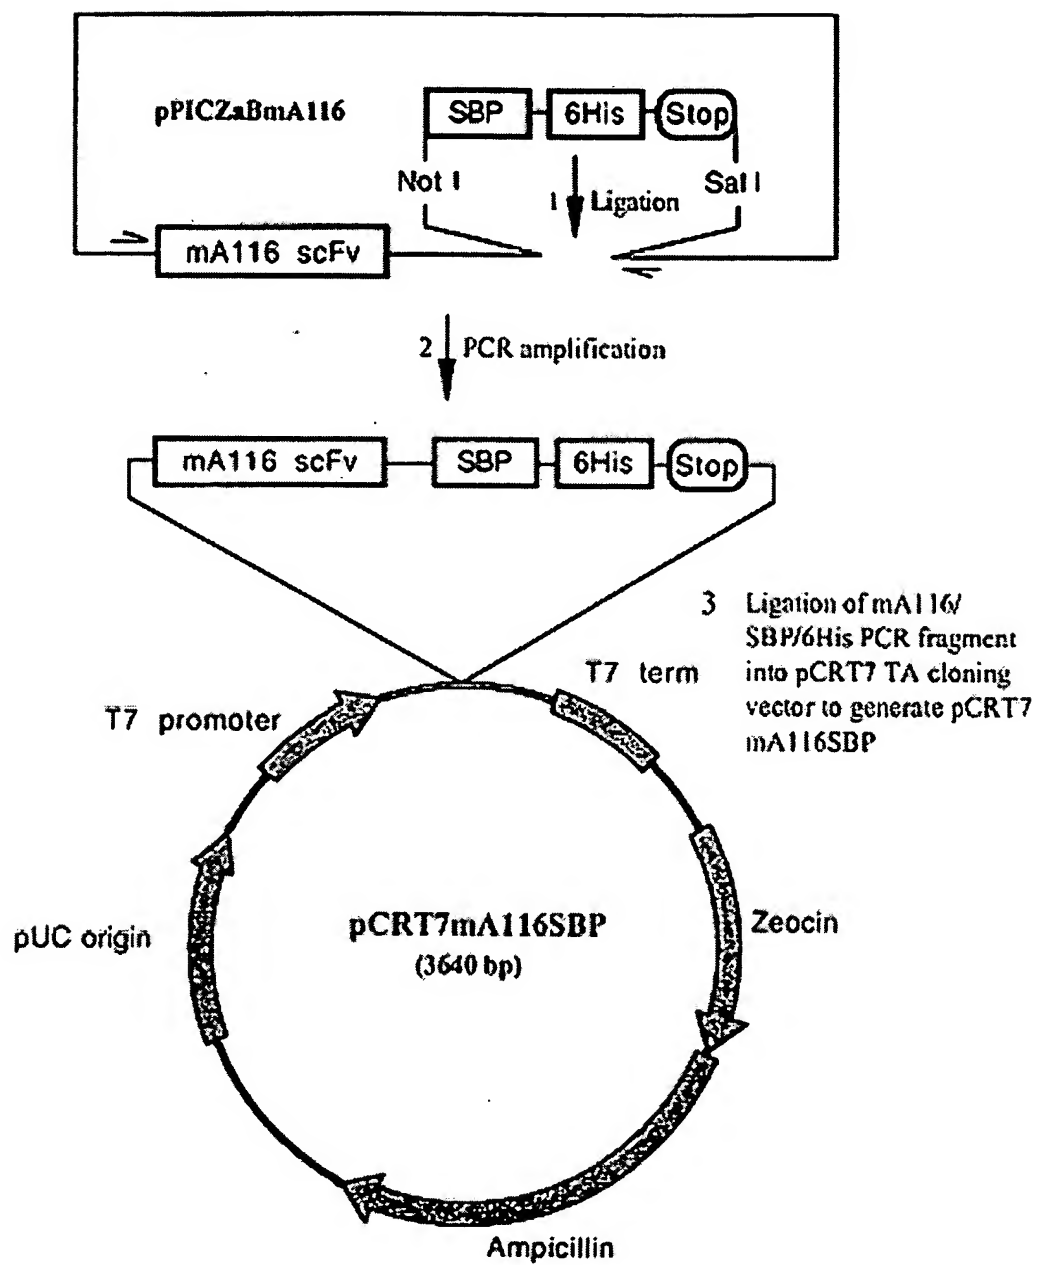 pPICZaBmA116
SBP
6His
Stop
Not I
Sal I
1 Ligation
mA116 scFv
2 PCR amplification
mA116 scFv
SBP
6His
Stop
3 Ligation of mA116/
SBP/6His PCR fragment
into pCRT7 TA cloning
vector to generate pCRT7
mA116SBP
T7 term
T7 promoter
pUC origin
pCRT7mA116SBP
(3640 bp)
Zeocin
Ampicillin